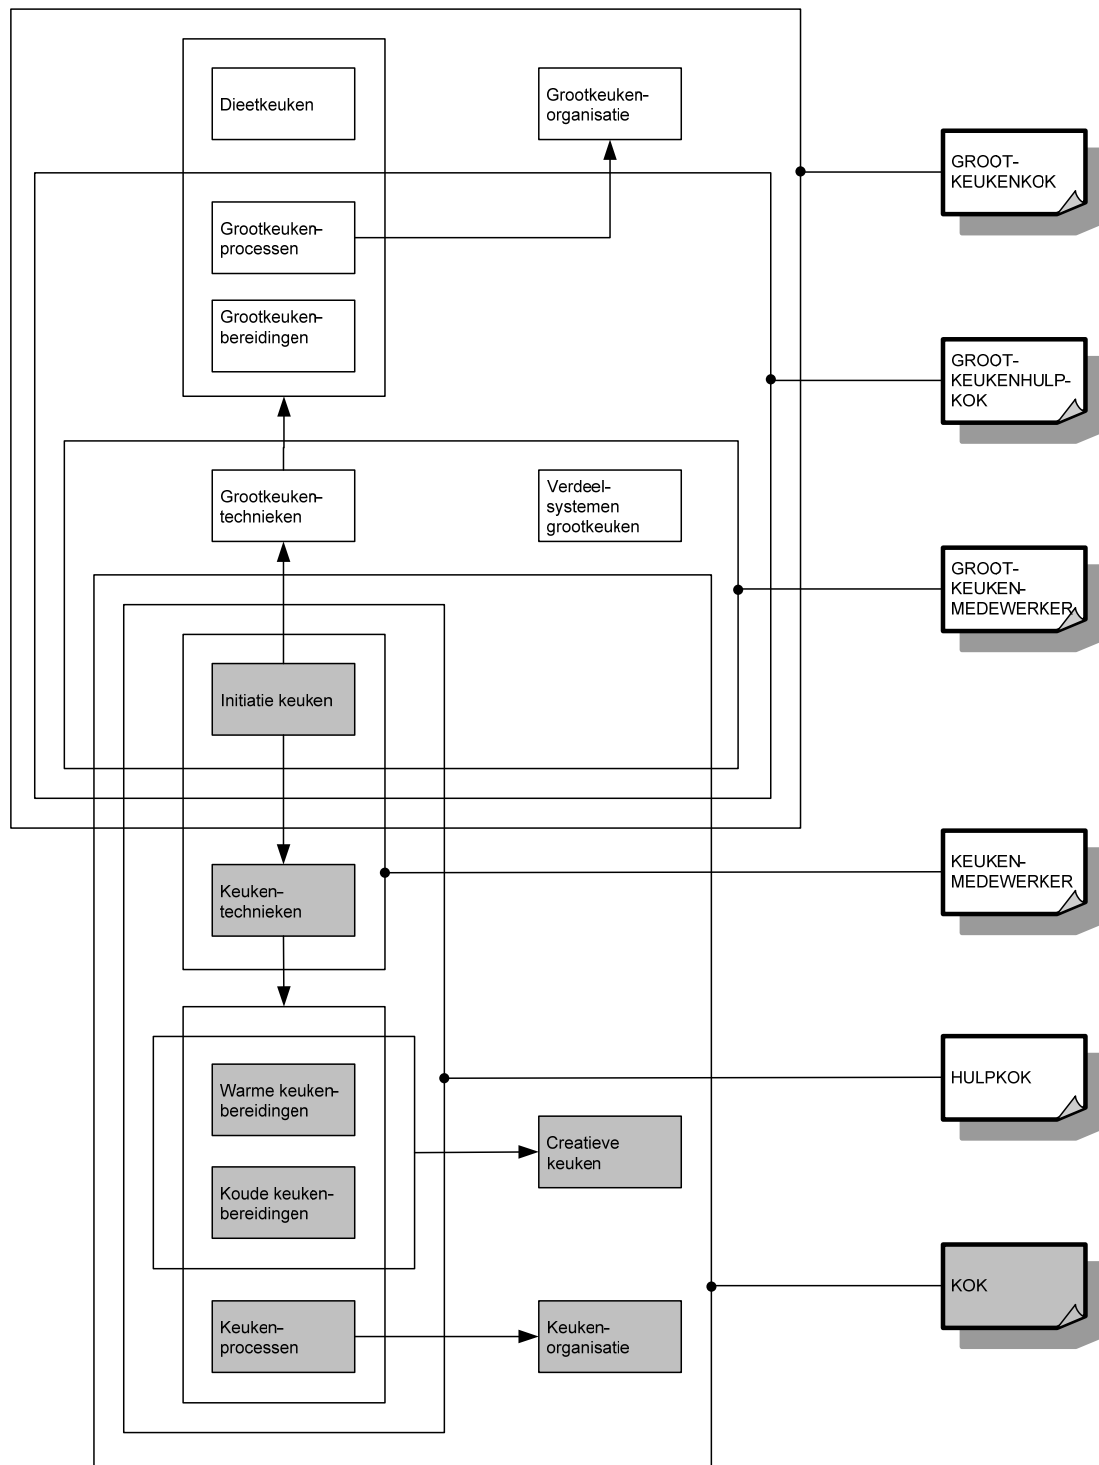 Dieetkeuken
Grootkeuken-
organisatie
GROOT-
KEUKENKOK
Grootkeuken-
processen
Grootkeuken-
bereidingen
GROOT-
KEUKENHULP-
KOK
Grootkeuken-
technieken
Verdeel-
systemen
grootkeuken
GROOT-
KEUKEN-
MEDEWERKER
Initiatie keuken
Keuken-
technieken
KEUKEN-
MEDEWERKER
Warme keuken-
bereidingen
HULPKOK
Creatieve
keuken
Koude keuken-
bereidingen
KOK
Keuken-
processen
Keuken-
organisatie